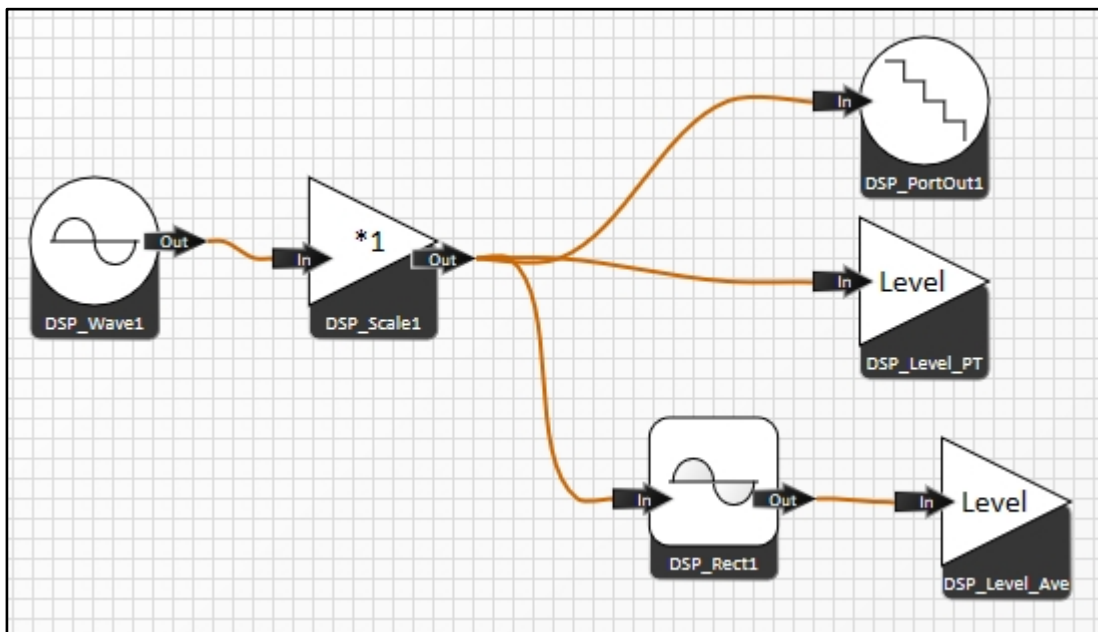 In
DSP_PortOut1
Out
DSP_Wave1
In
*1
Out
DSP_Scale1
In
Level
DSP_Level_PT
In
Out
DSP_Rect1
In
Level
DSP_Level_Ave